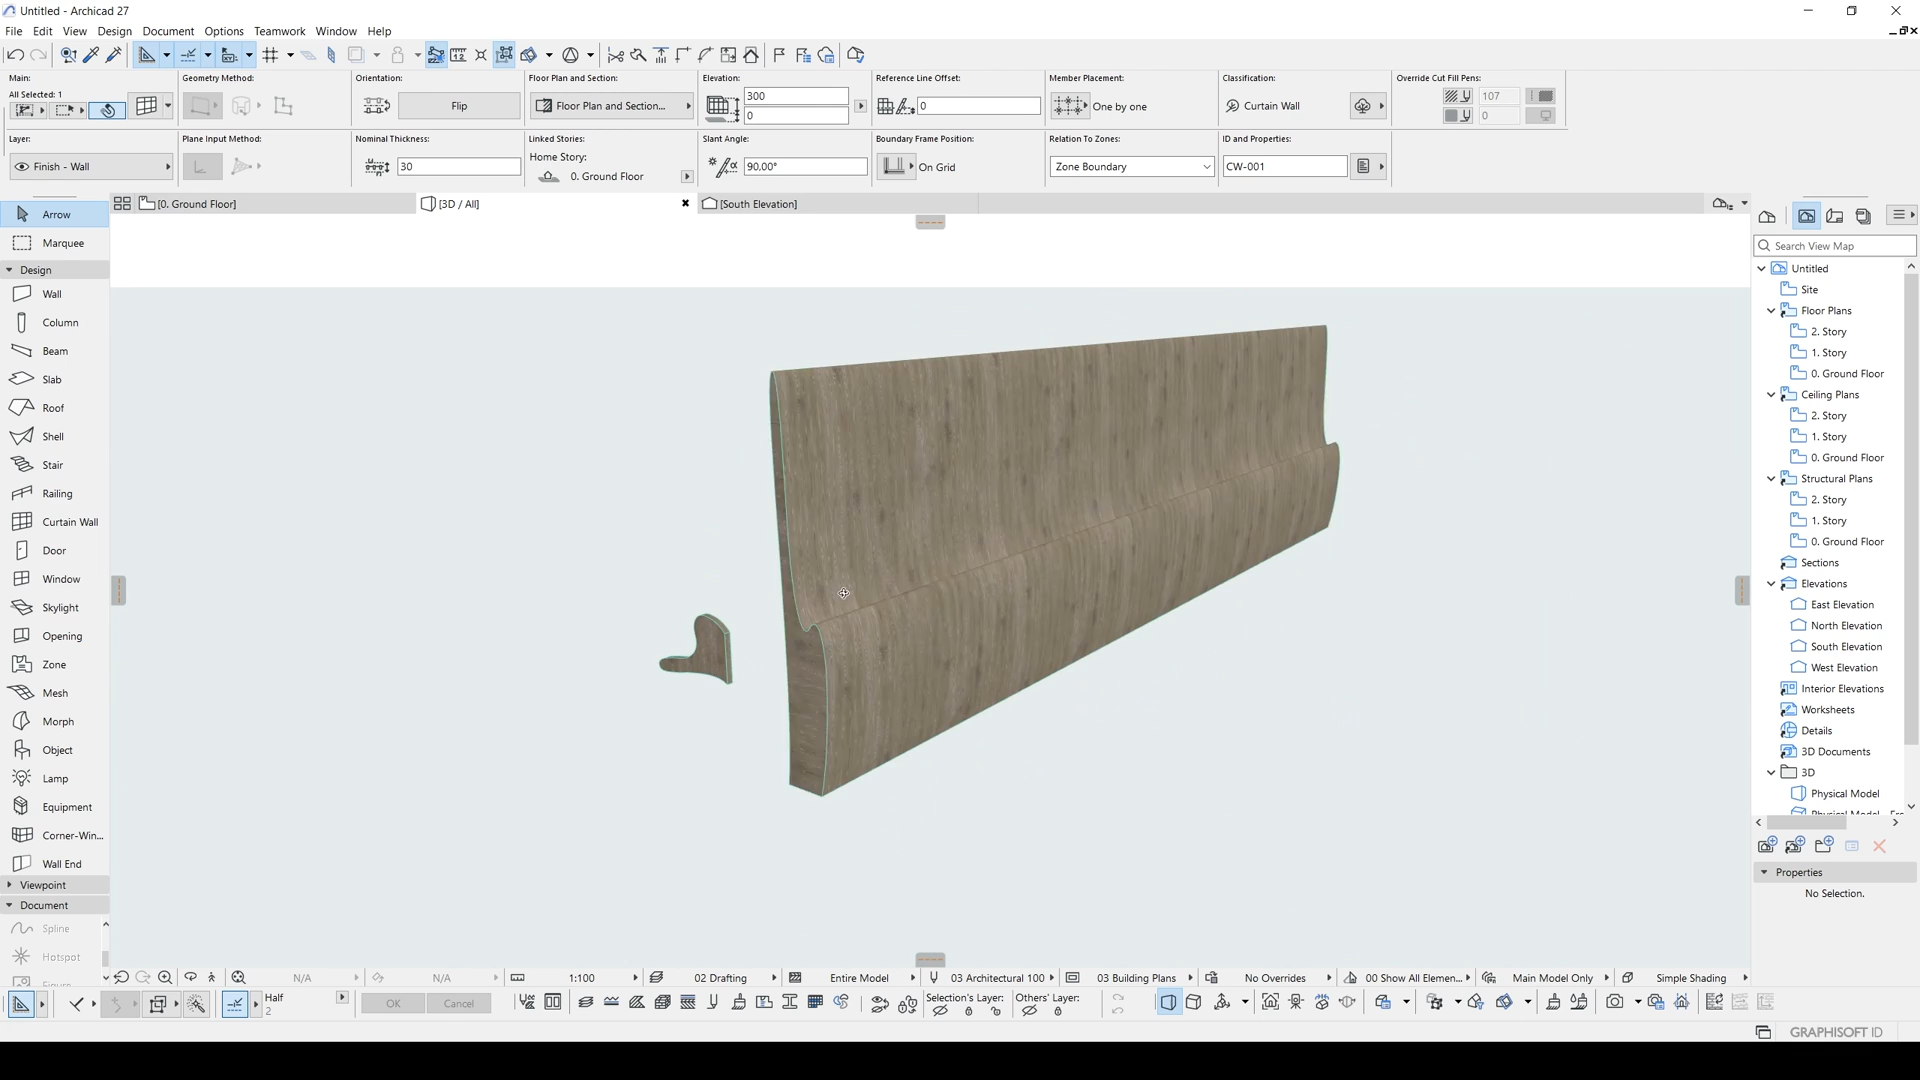 Untitled - Archicad 27
File Edit View Design Document Options Teamwork Window Help
Main: Geometry Method: Orientation: Floor Plan and Section: Elevation: Reference Line Offset: Member Placement: Classification: Override Cut Fill Pens:
All Selected: 1
Flip
Floor Plan and Section...
300
0
0
One by one
Curtain Wall
107
0
Layer: Plane Input Method: Nominal Thickness: Linked Stories: Slant Angle: Boundary Frame Position: Relation To Zones: ID and Properties:
Home Story:
Finish - Wall
30
0. Ground Floor
90,00°
On Grid
Zone Boundary
CW-001
[0. Ground Floor]
[3D / All]
[South Elevation]
Arrow
Marquee
Design
Wall
Column
Beam
Slab
Roof
Shell
Stair
Railing
Curtain Wall
Door
Window
Skylight
Opening
Zone
Mesh
Morph
Object
Lamp
Equipment
Corner-Win...
Wall End
Viewpoint
Document
Spline
Hotspot
Search View Map
Untitled
Site
Floor Plans
2. Story
1. Story
0. Ground Floor
Ceiling Plans
2. Story
1. Story
0. Ground Floor
Structural Plans
2. Story
1. Story
0. Ground Floor
Sections
Elevations
East Elevation
North Elevation
South Elevation
West Elevation
Interior Elevations
Worksheets
Details
3D Documents
3D
Physical Model
Properties
No Selection.
N/A N/A 1:100 02 Drafting Entire Model 03 Architectural 100 03 Building Plans No Overrides 00 Show All Elemen... Main Model Only Simple Shading
Half
2
OK Cancel
Selection's Layer: Others' Layer:
GRAPHISOFT ID